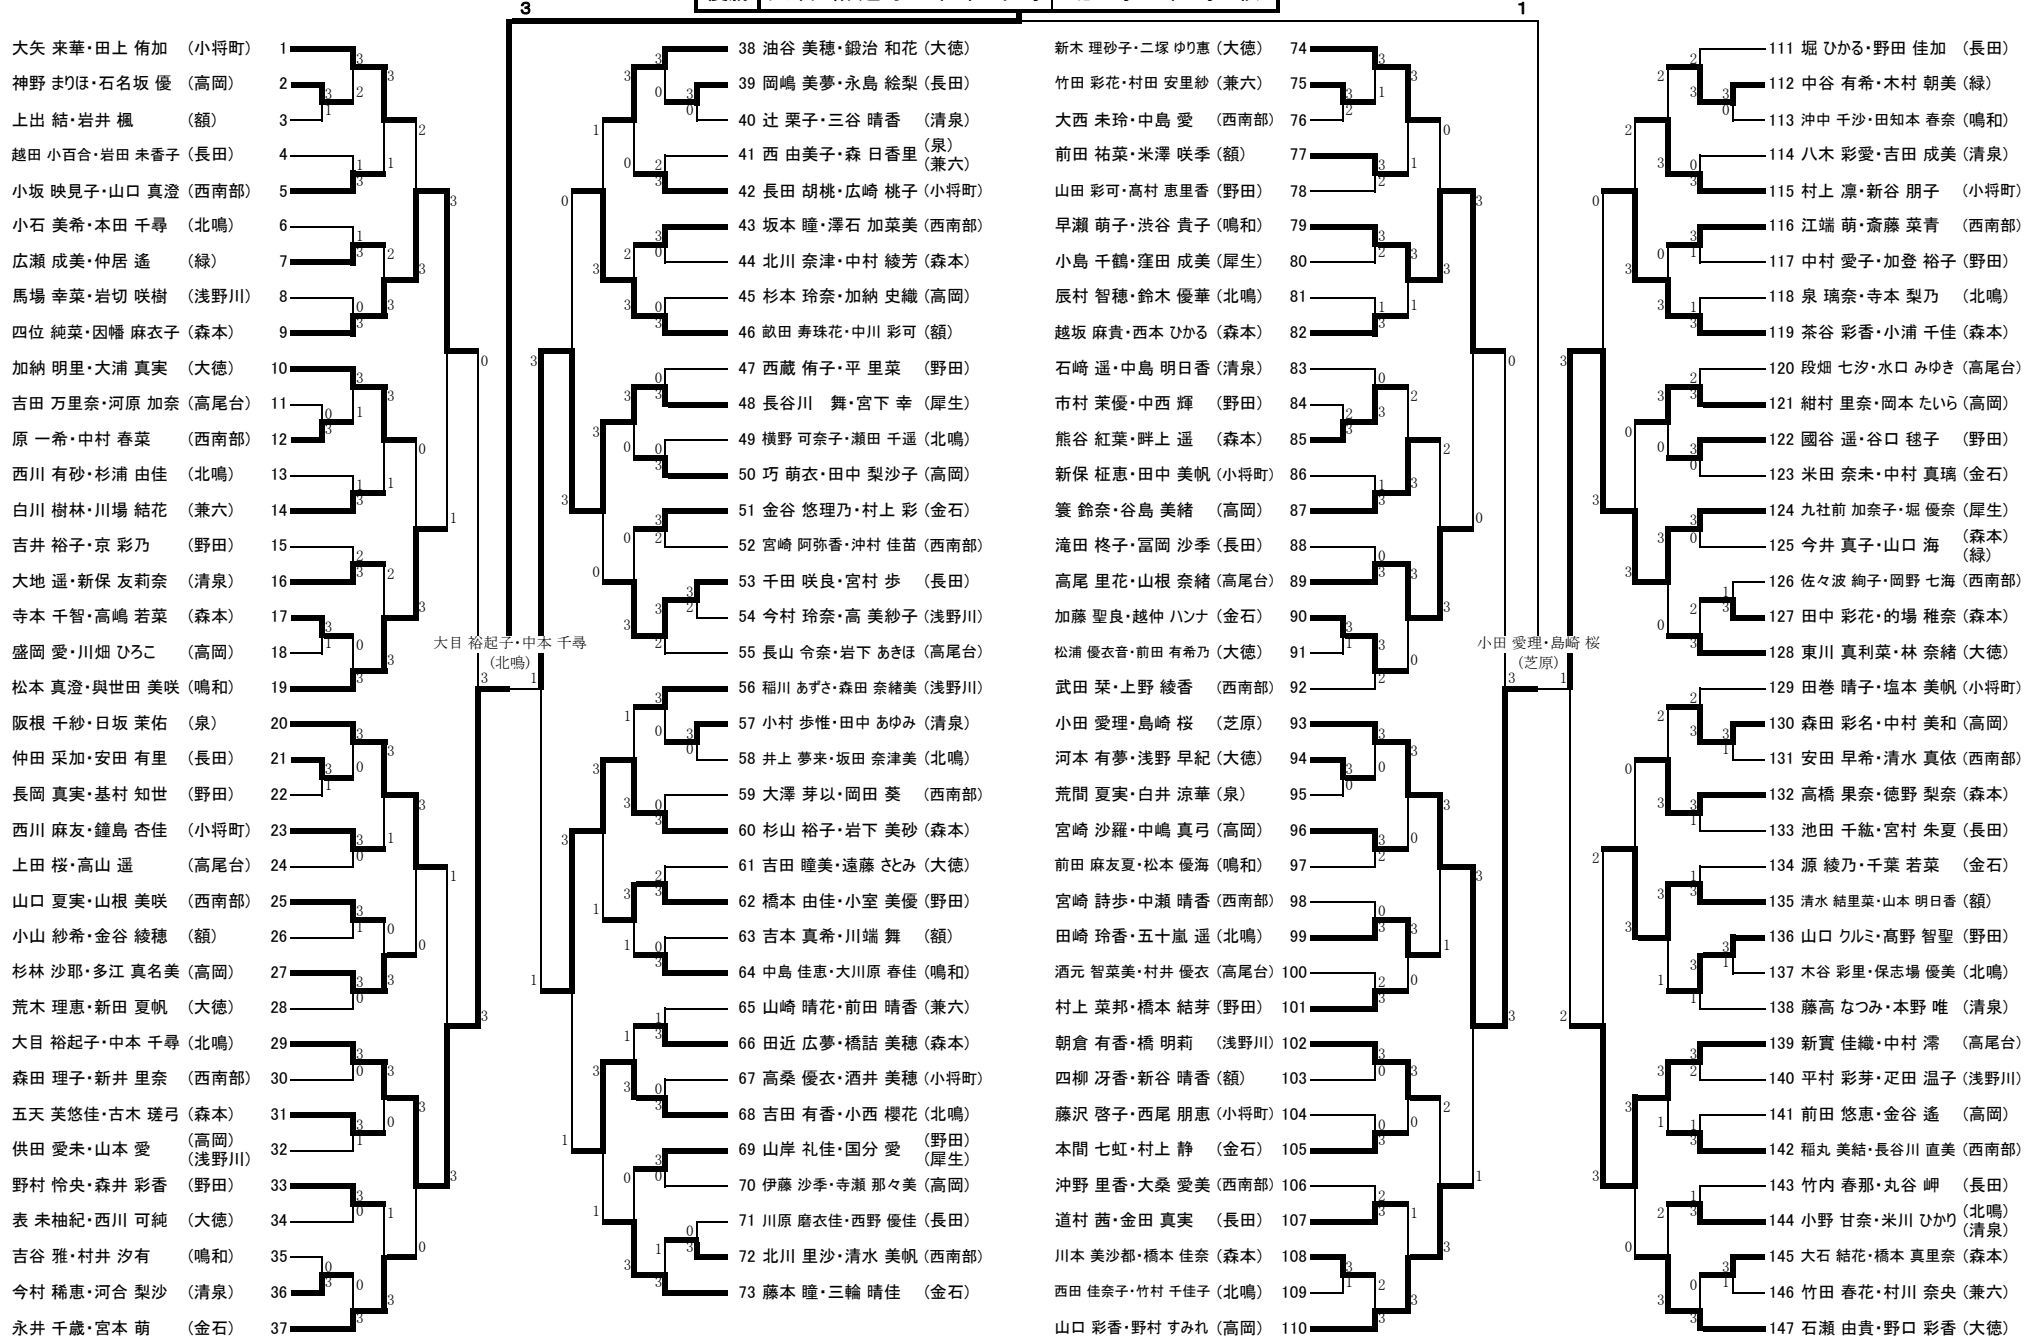 3
1
大矢 来華・田上 侑加 (小将町) 1
神野 まりほ・石名坂 優 (高岡) 2
上出 結・岩井 楓 (額) 3
越田 小百合・岩田 未香子 (長田) 4
小坂 映見子・山口 真澄 (西南部) 5
小石 美希・本田 千尋 (北鳴) 6
広瀬 成美・仲居 遙 (緑) 7
馬場 幸菜・岩切 咲樹 (浅野川) 8
四位 純菜・因幡 麻衣子 (森本) 9
加納 明里・大浦 真実 (大徳) 10
吉田 万里奈・河原 加奈 (高尾台) 11
原 一希・中村 春菜 (西南部) 12
西川 有砂・杉浦 由佳 (北鳴) 13
白川 樹林・川場 結花 (兼六) 14
吉井 裕子・京 彩乃 (野田) 15
大地 遥・新保 友莉奈 (清泉) 16
寺本 千智・高嶋 若菜 (森本) 17
盛岡 愛・川畑 ひろこ (高岡) 18
松本 真澄・與世田 美咲 (鳴和) 19
阪根 千紗・日坂 茉佑 (泉) 20
仲田 采加・安田 有里 (長田) 21
長岡 真実・基村 知世 (野田) 22
西川 麻友・鐘島 杏佳 (小将町) 23
上田 桜・高山 遥 (高尾台) 24
山口 夏実・山根 美咲 (西南部) 25
小山 紗希・金谷 綾穂 (額) 26
杉林 沙耶・多江 真名美 (高岡) 27
荒木 理恵・新田 夏帆 (大徳) 28
大目 裕起子・中本 千尋 (北鳴) 29
森田 理子・新井 里奈 (西南部) 30
五天 美悠佳・古木 瑳弓 (森本) 31
供田 愛未・山本 愛 (高岡) (浅野川) 32
野村 怜央・森井 彩香 (野田) 33
表 未柚紀・西川 可純 (大徳) 34
吉谷 雅・村井 汐有 (鳴和) 35
今村 稀恵・河合 梨沙 (清泉) 36
永井 千歳・宮本 萌 (金石) 37
大目 裕起子・中本 千尋
(北鳴)
38 油谷 美穂・鍛治 和花 (大徳)
39 岡嶋 美夢・永島 絵梨 (長田)
40 辻 栗子・三谷 晴香 (清泉)
41 西 由美子・森 日香里 (泉) (兼六)
42 長田 胡桃・広崎 桃子 (小将町)
43 坂本 瞳・澤石 加菜美 (西南部)
44 北川 奈津・中村 綾芳 (森本)
45 杉本 玲奈・加納 史織 (高岡)
46 畝田 寿珠花・中川 彩可 (額)
47 西蔵 侑子・平 里菜 (野田)
48 長谷川 舞・宮下 幸 (犀生)
49 横野 可奈子・瀬田 千遥 (北鳴)
50 巧 萌衣・田中 梨沙子 (高岡)
51 金谷 悠理乃・村上 彩 (金石)
52 宮崎 阿弥香・沖村 佳苗 (西南部)
53 千田 咲良・宮村 歩 (長田)
54 今村 玲奈・高 美紗子 (浅野川)
55 長山 令奈・岩下 あきほ (高尾台)
56 稲川 あずさ・森田 奈緒美 (浅野川)
57 小村 歩惟・田中 あゆみ (清泉)
58 井上 夢来・坂田 奈津美 (北鳴)
59 大澤 芽以・岡田 葵 (西南部)
60 杉山 裕子・岩下 美砂 (森本)
61 吉田 瞳美・遠藤 さとみ (大徳)
62 橋本 由佳・小室 美優 (野田)
63 吉本 真希・川端 舞 (額)
64 中島 佳恵・大川原 春佳 (鳴和)
65 山崎 晴花・前田 晴香 (兼六)
66 田近 広夢・橋詰 美穂 (森本)
67 高桑 優衣・酒井 美穂 (小将町)
68 吉田 有香・小西 櫻花 (北鳴)
69 山岸 礼佳・国分 愛 (野田) (犀生)
70 伊藤 沙季・寺瀬 那々美 (高岡)
71 川原 磨衣佳・西野 優佳 (長田)
72 北川 里沙・清水 美帆 (西南部)
73 藤本 瞳・三輪 晴佳 (金石)
新木 理砂子・二塚 ゆり恵 (大徳) 74
竹田 彩花・村田 安里紗 (兼六) 75
大西 未玲・中島 愛 (西南部) 76
前田 祐菜・米澤 咲季 (額) 77
山田 彩可・高村 恵里香 (野田) 78
早瀬 萌子・渋谷 貴子 (鳴和) 79
小島 千鶴・窪田 成美 (犀生) 80
辰村 智穂・鈴木 優華 (北鳴) 81
越坂 麻貴・西本 ひかる (森本) 82
石﨑 遥・中島 明日香 (清泉) 83
市村 茉優・中西 輝 (野田) 84
熊谷 紅葉・畔上 遥 (森本) 85
新保 柾恵・田中 美帆 (小将町) 86
簑 鈴奈・谷島 美緒 (高岡) 87
滝田 柊子・冨岡 沙季 (長田) 88
高尾 里花・山根 奈緒 (高尾台) 89
加藤 聖良・越仲 ハンナ (金石) 90
松浦 優衣音・前田 有希乃 (大徳) 91
武田 栞・上野 綾香 (西南部) 92
小田 愛理・島崎 桜 (芝原) 93
河本 有夢・浅野 早紀 (大徳) 94
荒間 夏実・白井 涼華 (泉) 95
宮崎 沙羅・中嶋 真弓 (高岡) 96
前田 麻友夏・松本 優海 (鳴和) 97
宮崎 詩歩・中瀬 晴香 (西南部) 98
田崎 玲香・五十嵐 遥 (北鳴) 99
酒元 智菜美・村井 優衣 (高尾台) 100
村上 菜邦・橋本 結芽 (野田) 101
朝倉 有香・橋 明莉 (浅野川) 102
四柳 冴香・新谷 晴香 (額) 103
藤沢 啓子・西尾 朋恵 (小将町) 104
本間 七虹・村上 静 (金石) 105
沖野 里香・大桑 愛美 (西南部) 106
道村 茜・金田 真実 (長田) 107
川本 美沙都・橋本 佳奈 (森本) 108
西田 佳奈子・竹村 千佳子 (北鳴) 109
山口 彩香・野村 すみれ (高岡) 110
小田 愛理・島崎 桜
(芝原)
111 堀 ひかる・野田 佳加 (長田)
112 中谷 有希・木村 朝美 (緑)
113 沖中 千沙・田知本 春奈 (鳴和)
114 八木 彩愛・吉田 成美 (清泉)
115 村上 凛・新谷 朋子 (小将町)
116 江端 萌・斎藤 菜青 (西南部)
117 中村 愛子・加登 裕子 (野田)
118 泉 璃奈・寺本 梨乃 (北鳴)
119 茶谷 彩香・小浦 千佳 (森本)
120 段畑 七汐・水口 みゆき (高尾台)
121 紺村 里奈・岡本 たいら (高岡)
122 國谷 遥・谷口 毬子 (野田)
123 米田 奈未・中村 真璃 (金石)
124 九社前 加奈子・堀 優奈 (犀生)
125 今井 真子・山口 海 (森本) (緑)
126 佐々波 絢子・岡野 七海 (西南部)
127 田中 彩花・的場 稚奈 (森本)
128 東川 真利菜・林 奈緒 (大徳)
129 田巻 晴子・塩本 美帆 (小将町)
130 森田 彩名・中村 美和 (高岡)
131 安田 早希・清水 真依 (西南部)
132 高橋 果奈・徳野 梨奈 (森本)
133 池田 千紘・宮村 朱夏 (長田)
134 源 綾乃・千葉 若菜 (金石)
135 清水 結里菜・山本 明日香 (額)
136 山口 クルミ・髙野 智聖 (野田)
137 木谷 彩里・保志場 優美 (北鳴)
138 藤高 なつみ・本野 唯 (清泉)
139 新實 佳織・中村 澪 (高尾台)
140 平村 彩芽・疋田 温子 (浅野川)
141 前田 悠恵・金谷 遙 (高岡)
142 稲丸 美結・長谷川 直美 (西南部)
143 竹内 春那・丸谷 岬 (長田)
144 小野 甘奈・米川 ひかり (北鳴) (清泉)
145 大石 結花・橋本 真里奈 (森本)
146 竹田 春花・村川 奈央 (兼六)
147 石瀬 由貴・野口 彩香 (大徳)